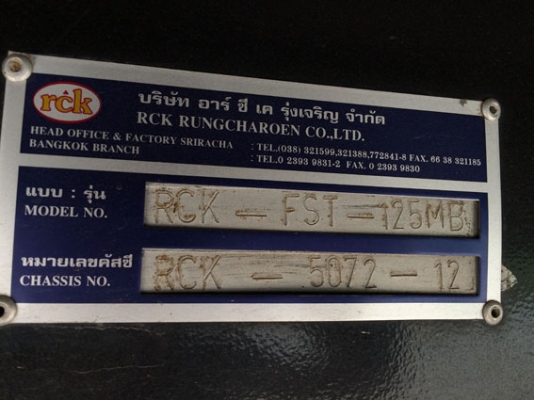 rck
บริษัท อาร์ ซี เค รุ่งเจริญ จำกัด
RCK RUNGCHAROEN CO.,LTD.
HEAD OFFICE & FACTORY SRIRACHA : TEL.(038) 321599,321388,772841-8 FAX. 66 38 321185
BANGKOK BRANCH : TEL.0 2393 9831-2 FAX. 0 2393 9830
แบบ : รุ่น
MODEL NO. RCK - FST - 125MB
หมายเลขคัสซี
CHASSIS NO. RCK - 5072 - 12